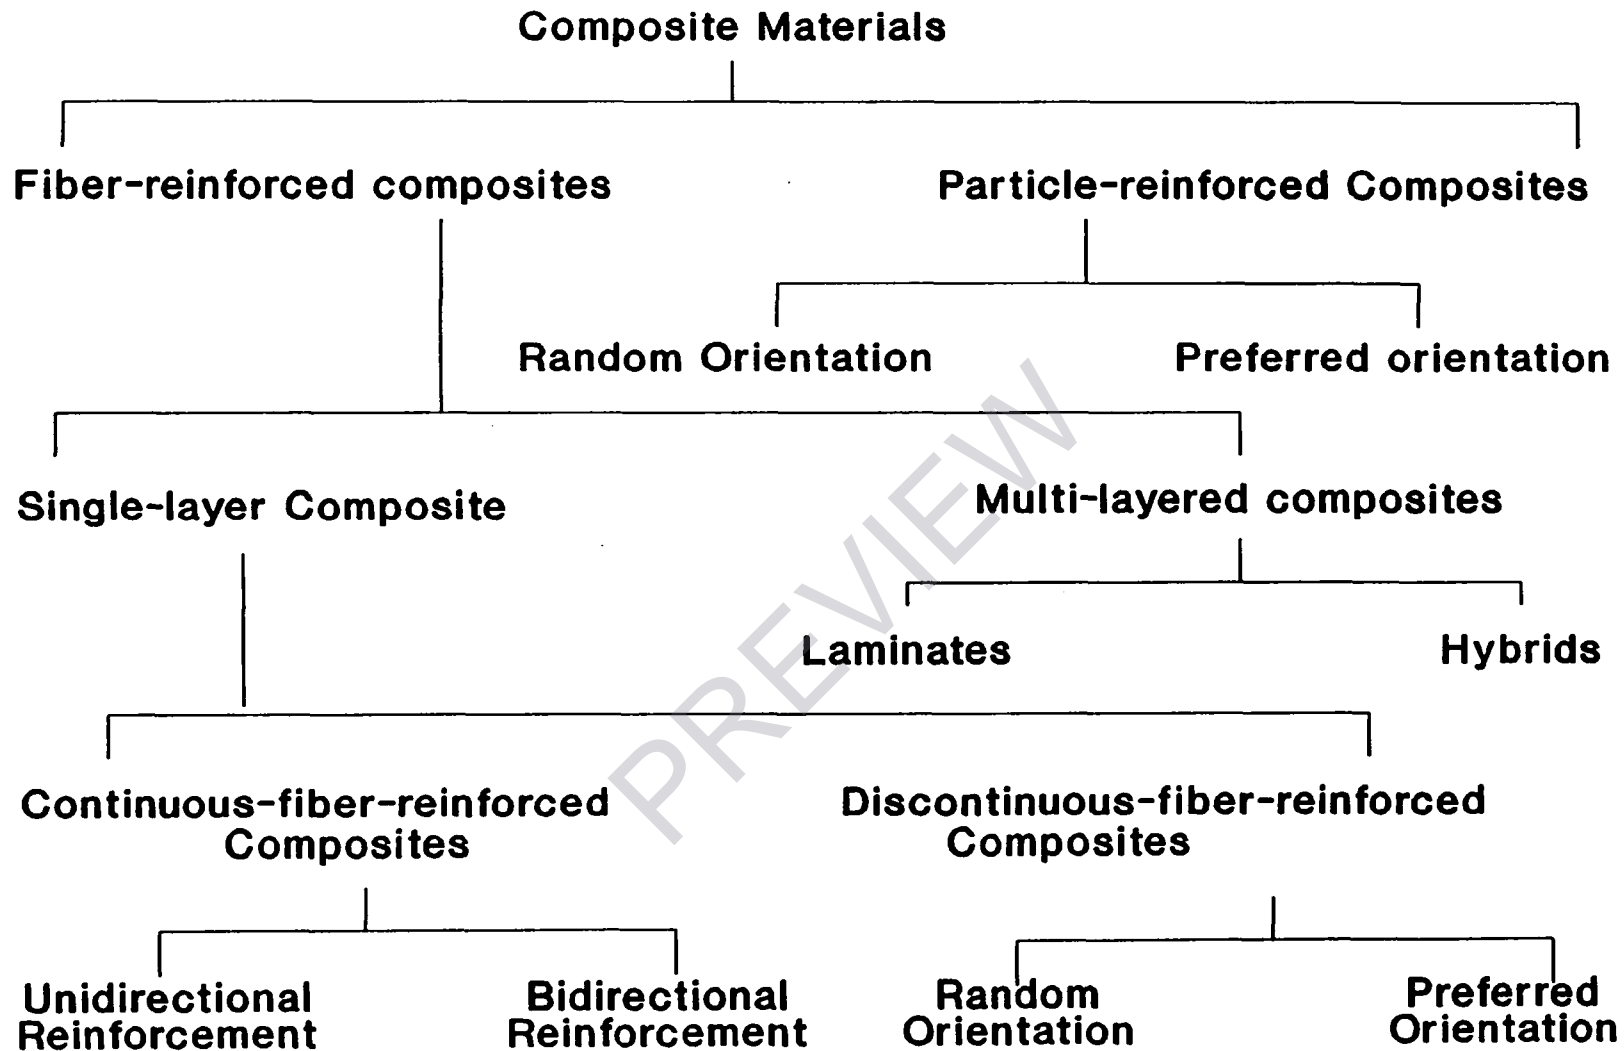 Composite Materials
Fiber-reinforced composites
Particle-reinforced Composites
Random Orientation
Preferred orientation
Single-layer Composite
Multi-layered composites
Laminates
Hybrids
PREVIEW
Continuous-fiber-reinforced
Composites
Discontinuous-fiber-reinforced
Composites
Unidirectional
Reinforcement
Bidirectional
Reinforcement
Random
Orientation
Preferred
Orientation